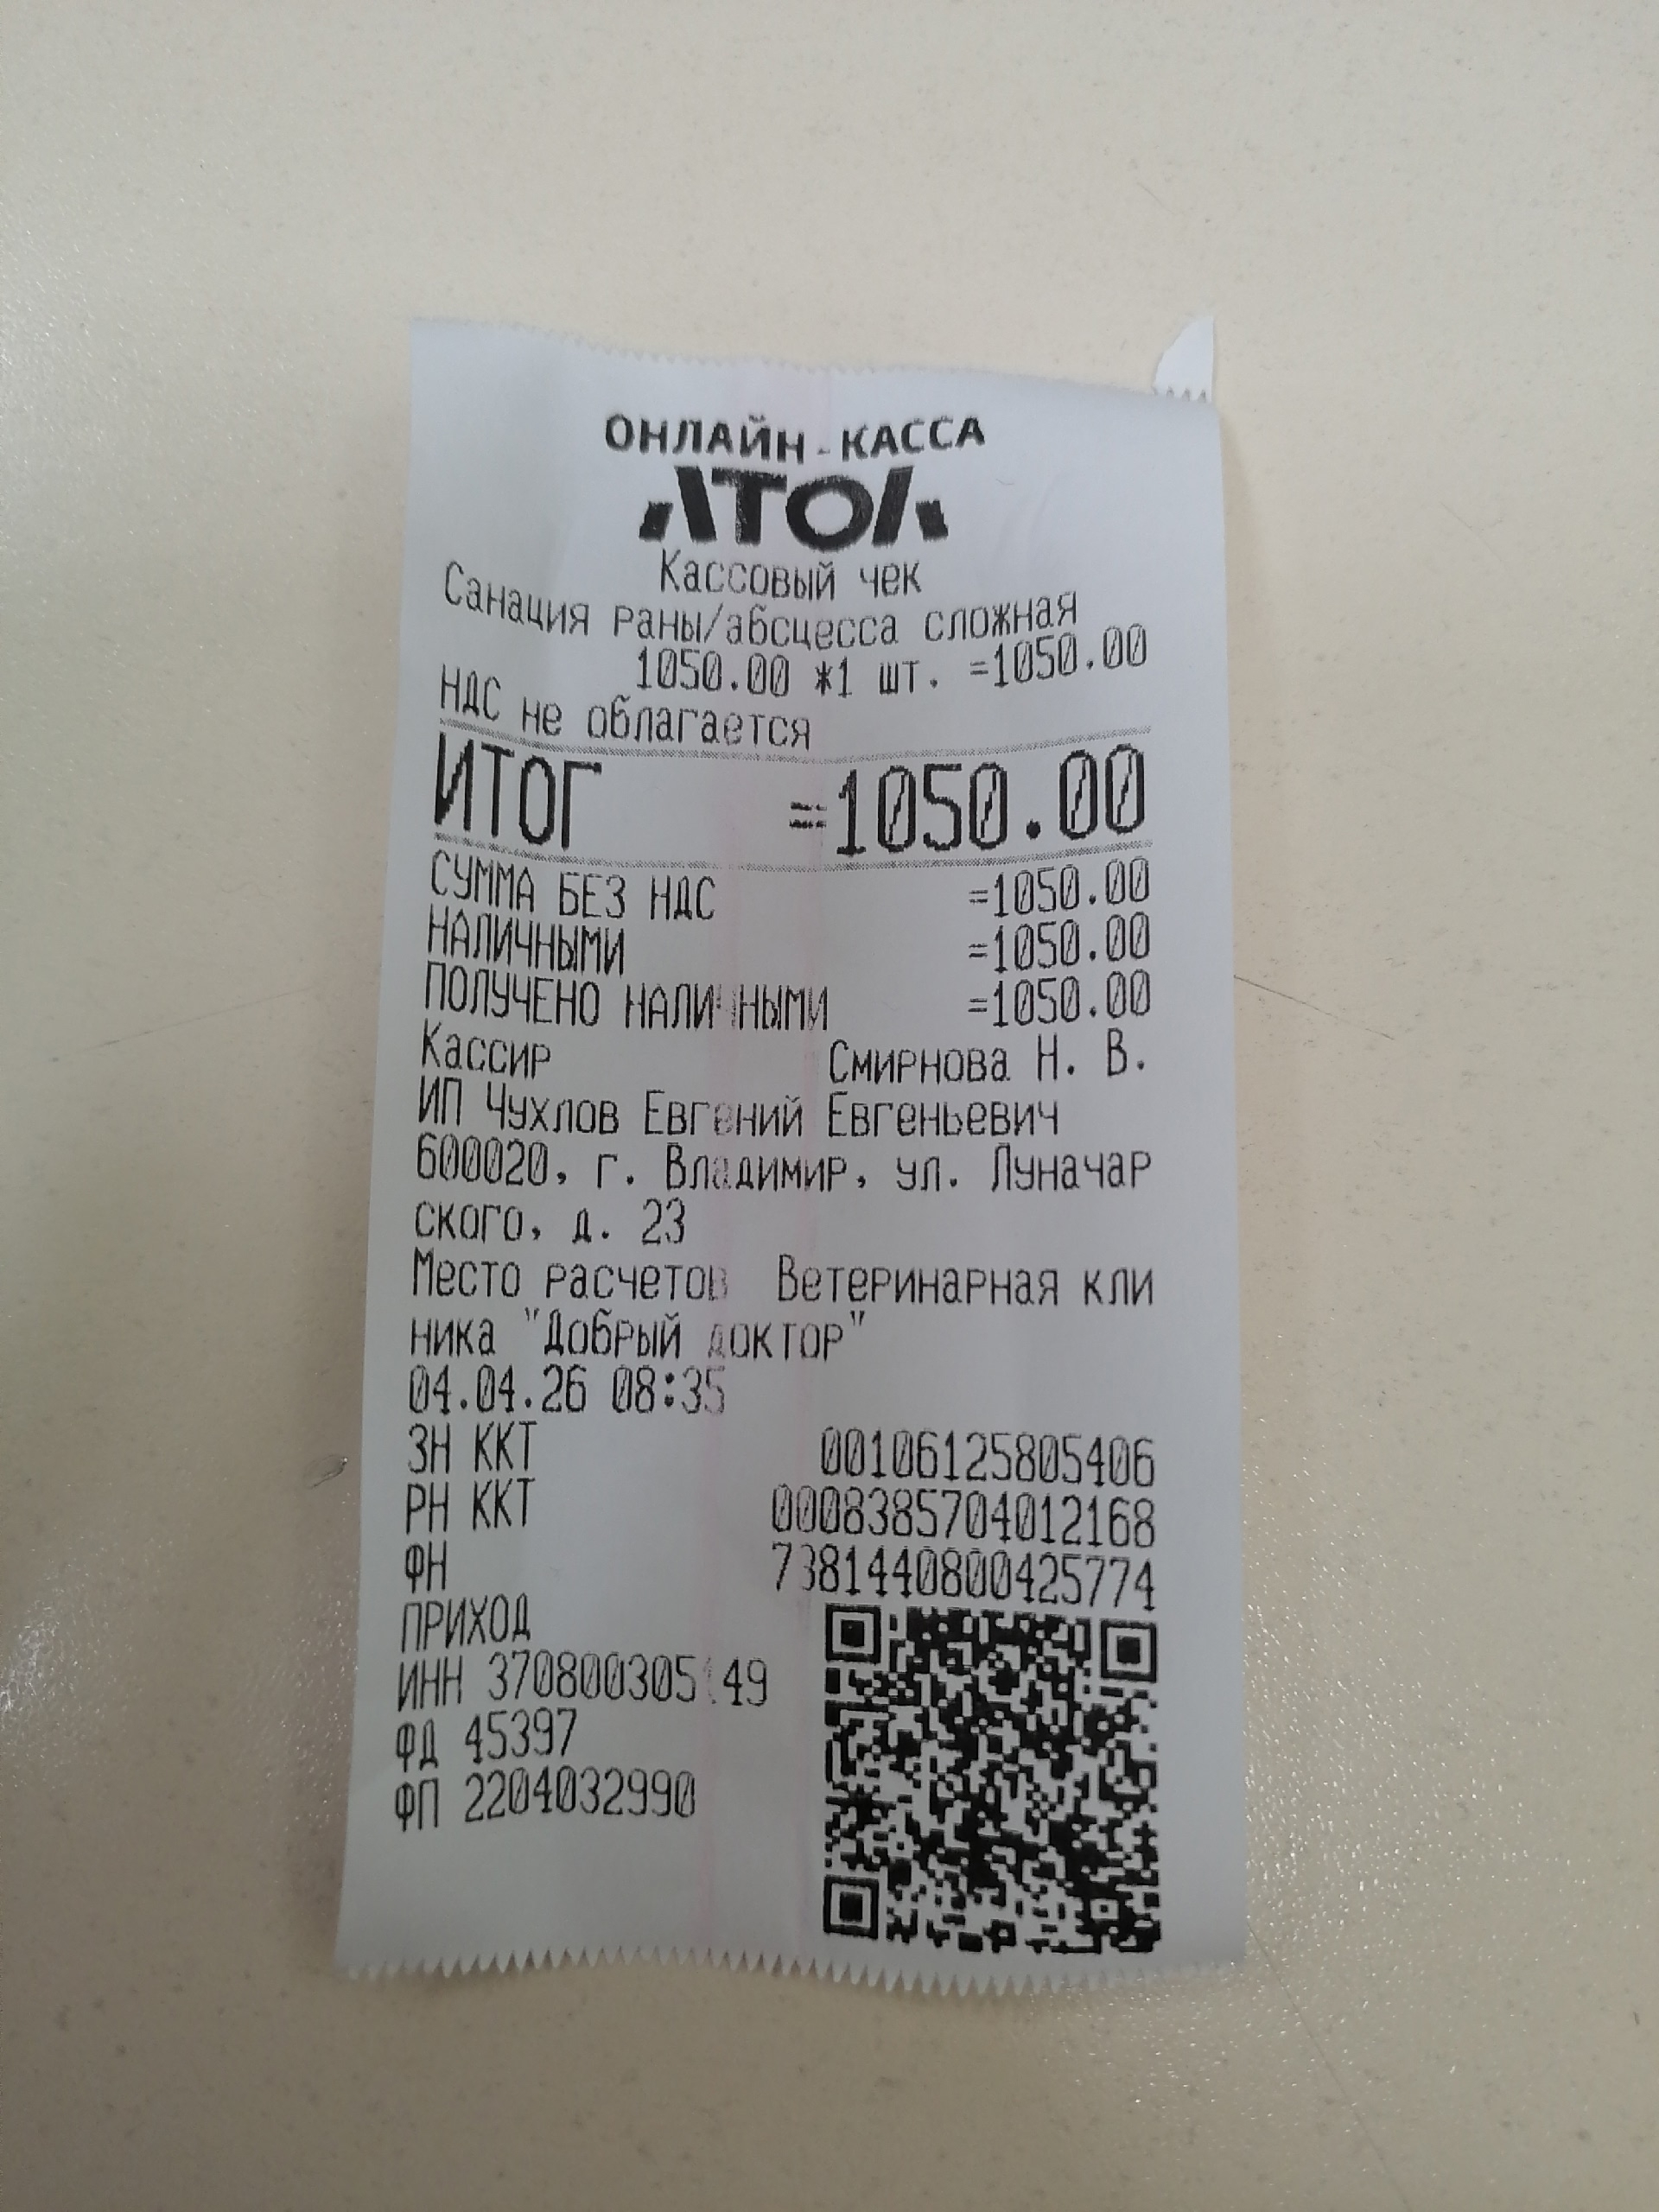 ОНЛАЙН-КАССА
АТОЛ
Кассовый чек
Санация раны/абсцесса сложная
1050.00 *1 шт. =1050.00
НДС не облагается
ИТОГ =1050.00
СУММА БЕЗ НДС =1050.00
НАЛИЧНЫМИ =1050.00
ПОЛУЧЕНО НАЛИЧНЫМИ =1050.00
Кассир Смирнова Н. В.
ИП Чухлов Евгений Евгеньевич
600020, г. Владимир, ул. Луначар
ского, д. 23
Место расчетов Ветеринарная кли
ника "Добрый доктор"
04.04.26 08:35
ЗН ККТ 00106125805406
РН ККТ 0008385704012168
ФН 7381440800425774
ПРИХОД
ИНН
ФД 45397
ФП 2204032990